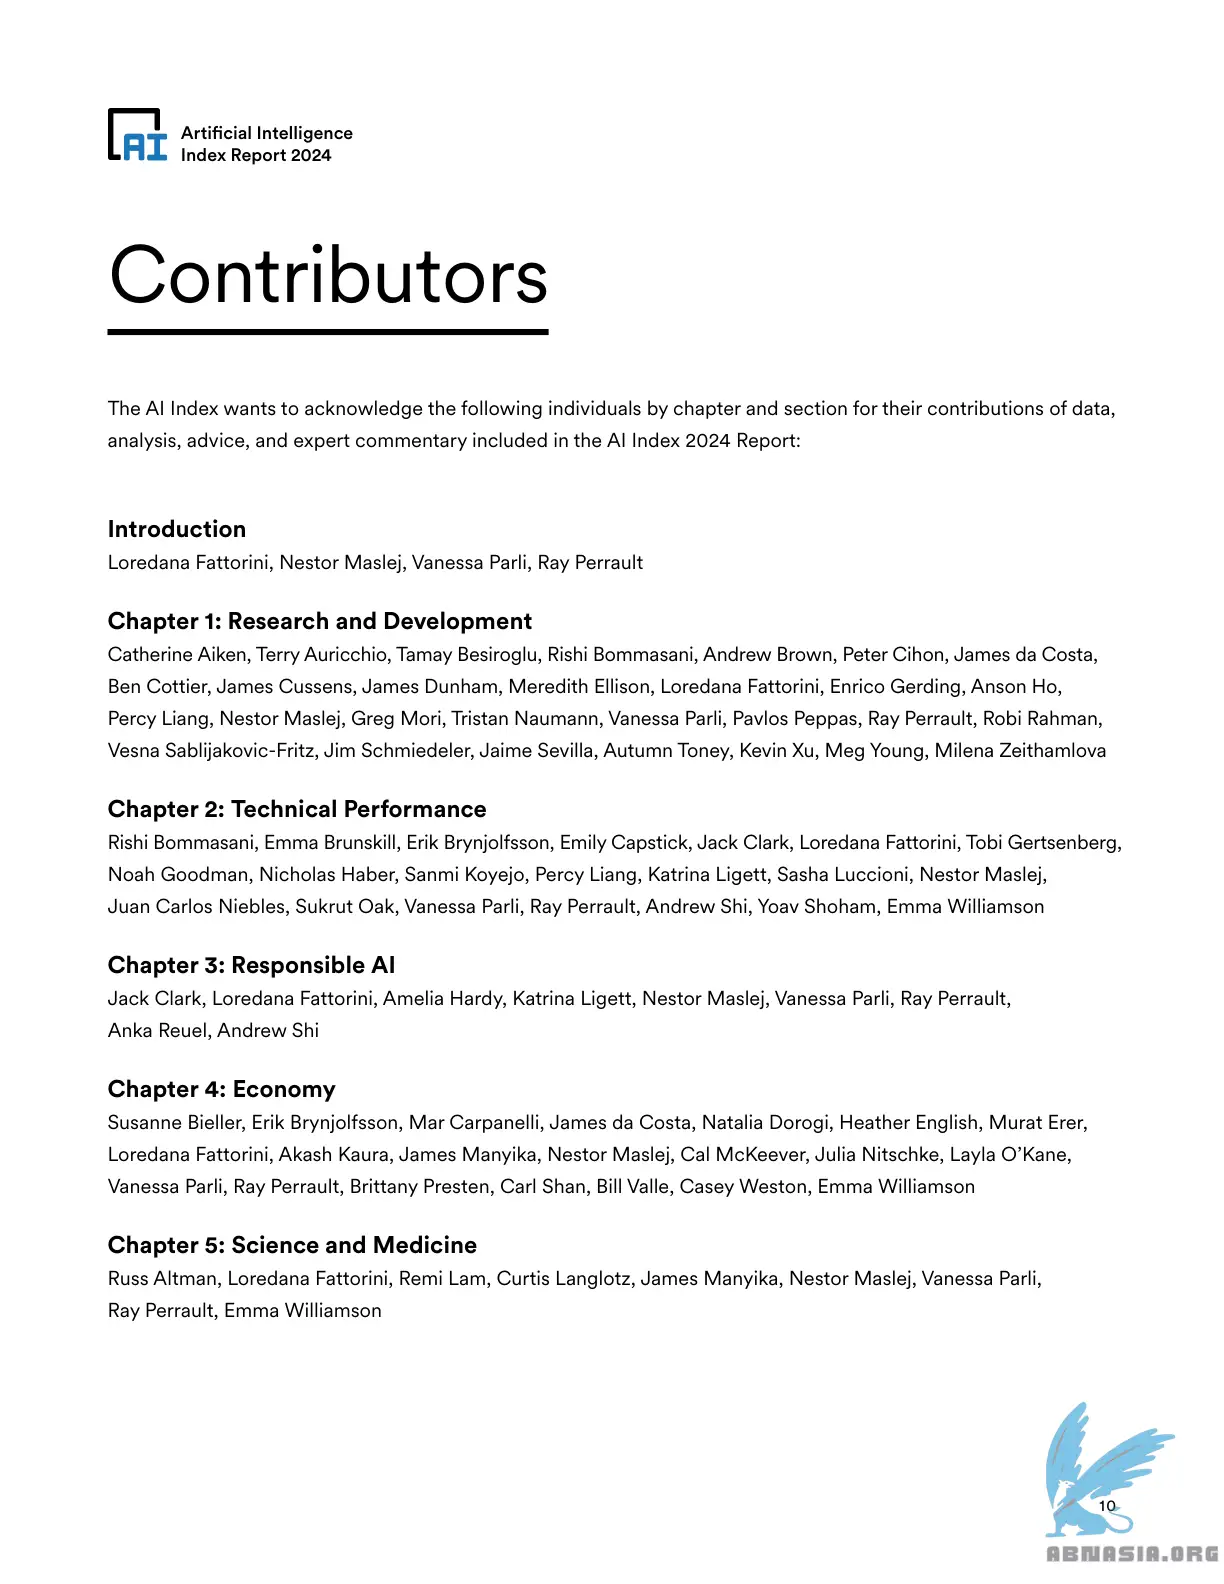 AI
Artificial Intelligence
Index Report 2024
Contributors
The AI Index wants to acknowledge the following individuals by chapter and section for their contributions of data,
analysis, advice, and expert commentary included in the AI Index 2024 Report:
Introduction
Loredana Fattorini, Nestor Maslej, Vanessa Parli, Ray Perrault
Chapter 1: Research and Development
Catherine Aiken, Terry Auricchio, Tamay Besiroglu, Rishi Bommasani, Andrew Brown, Peter Cihon, James da Costa,
Ben Cottier, James Cussens, James Dunham, Meredith Ellison, Loredana Fattorini, Enrico Gerding, Anson Ho,
Percy Liang, Nestor Maslej, Greg Mori, Tristan Naumann, Vanessa Parli, Pavlos Peppas, Ray Perrault, Robi Rahman,
Vesna Sablijakovic-Fritz, Jim Schmiedeler, Jaime Sevilla, Autumn Toney, Kevin Xu, Meg Young, Milena Zeithamlova
Chapter 2: Technical Performance
Rishi Bommasani, Emma Brunskill, Erik Brynjolfsson, Emily Capstick, Jack Clark, Loredana Fattorini, Tobi Gertsenberg,
Noah Goodman, Nicholas Haber, Sanmi Koyejo, Percy Liang, Katrina Ligett, Sasha Luccioni, Nestor Maslej,
Juan Carlos Niebles, Sukrut Oak, Vanessa Parli, Ray Perrault, Andrew Shi, Yoav Shoham, Emma Williamson
Chapter 3: Responsible AI
Jack Clark, Loredana Fattorini, Amelia Hardy, Katrina Ligett, Nestor Maslej, Vanessa Parli, Ray Perrault,
Anka Reuel, Andrew Shi
Chapter 4: Economy
Susanne Bieller, Erik Brynjolfsson, Mar Carpanelli, James da Costa, Natalia Dorogi, Heather English, Murat Erer,
Loredana Fattorini, Akash Kaura, James Manyika, Nestor Maslej, Cal McKeever, Julia Nitschke, Layla O’Kane,
Vanessa Parli, Ray Perrault, Brittany Presten, Carl Shan, Bill Valle, Casey Weston, Emma Williamson
Chapter 5: Science and Medicine
Russ Altman, Loredana Fattorini, Remi Lam, Curtis Langlotz, James Manyika, Nestor Maslej, Vanessa Parli,
Ray Perrault, Emma Williamson
10
ABNASIA.ORG